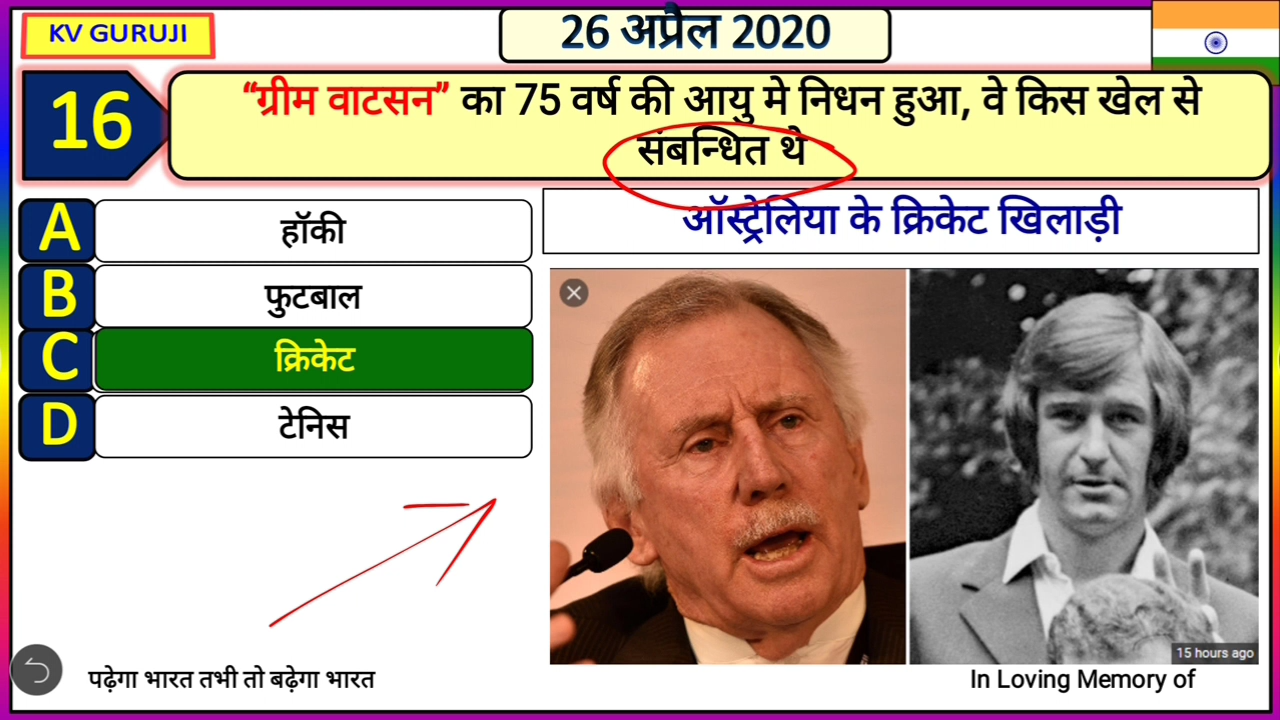 KV GURUJI
26 अप्रैल 2020
16
“ग्रीम वाटसन” का 75 वर्ष की आयु मे निधन हुआ, वे किस खेल से
संबन्धित थे
A हॉकी
B फुटबाल
C क्रिकेट
D टेनिस
ऑस्ट्रेलिया के क्रिकेट खिलाड़ी
15 hours ago
पढ़ेगा भारत तभी तो बढ़ेगा भारत
In Loving Memory of